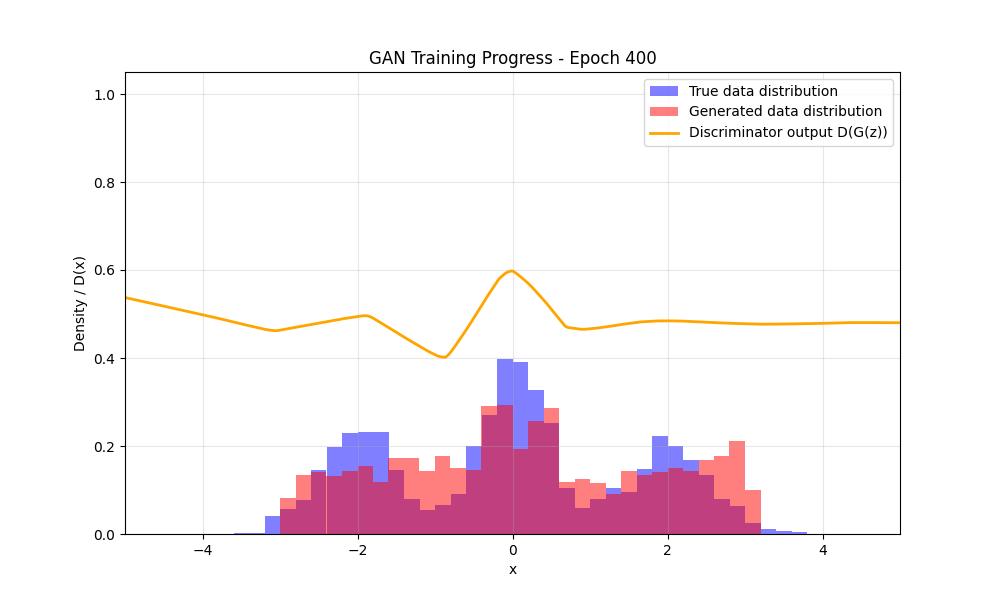 GAN Training Progress - Epoch 400
True data distribution
Generated data distribution
Discriminator output D(G(z))
Density / D(x)
1.0
0.8
0.6
0.4
0.2
0.0
−4
−2
0
2
4
x